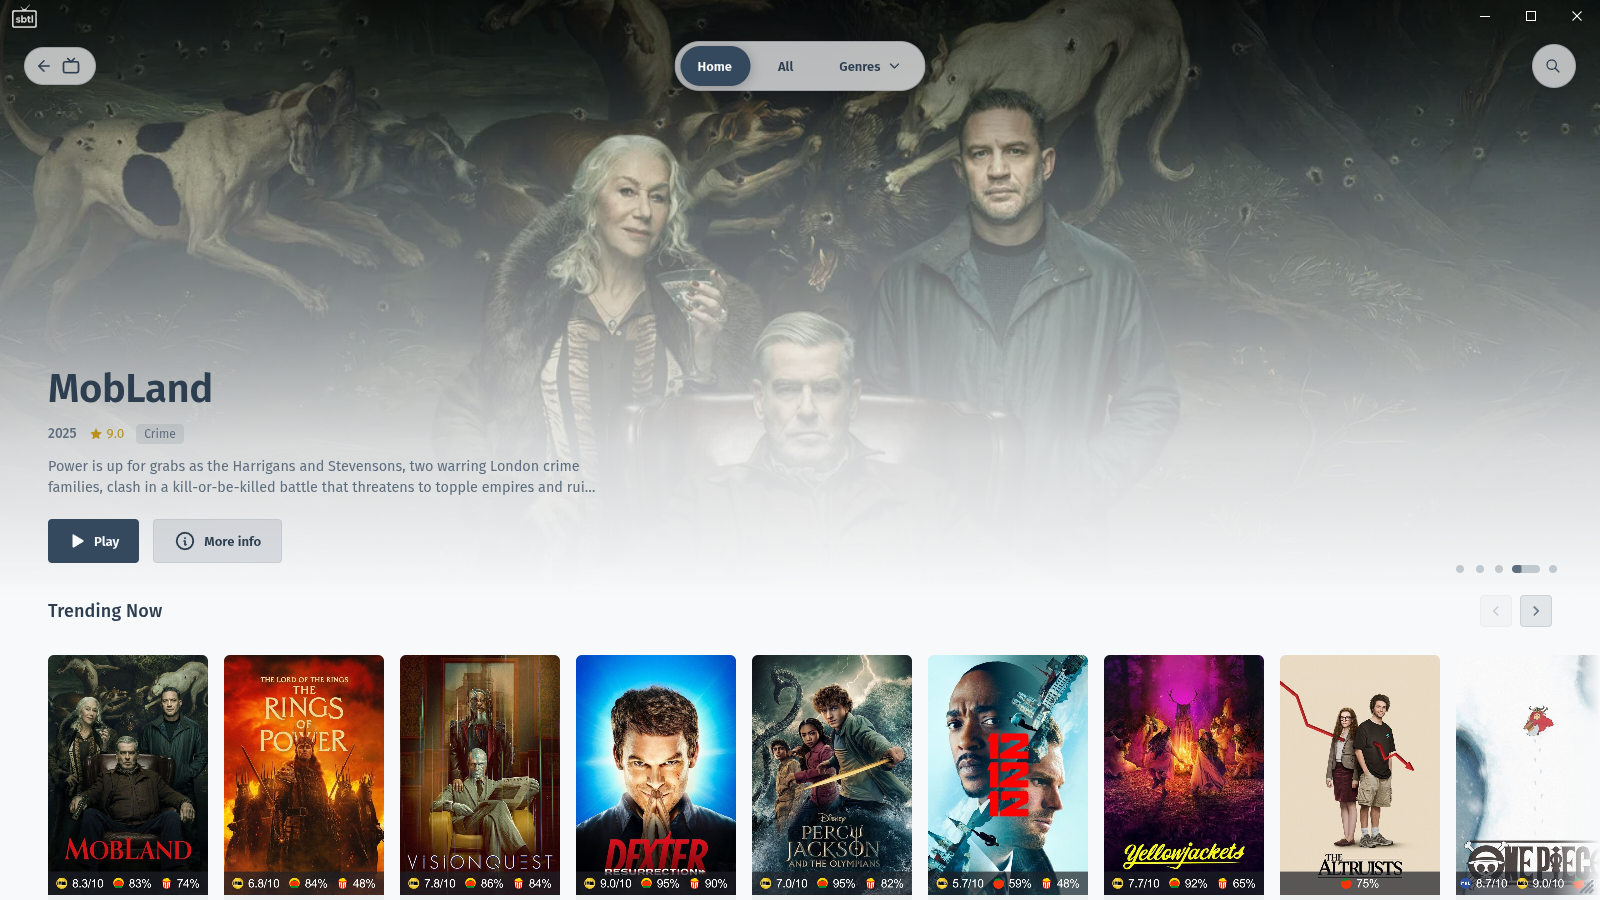 sbtl
Home
All
Genres
MobLand
2025
9.0
Crime
Power is up for grabs as the Harrigans and Stevensons, two warring London crime
families, clash in a kill-or-be-killed battle that threatens to topple empires and rui...
Play
More info
Trending Now
MOBLAND
8.3/10 83% 74%
THE LORD OF THE RINGS
THE
RINGS
OF
POWER
6.8/10 84% 48%
VISIONQUEST
7.8/10 86% 84%
DEXTER
RESURRECTION
9.0/10 95% 90%
Disney
PERCY
JACKSON
AND THE OLYMPIANS
7.0/10 95% 82%
12
12
12
5.7/10 59% 48%
Yellowjackets
7.7/10 92% 65%
THE
ALTRUISTS
75%
ONE PIECE
8.7/10 9.0/10